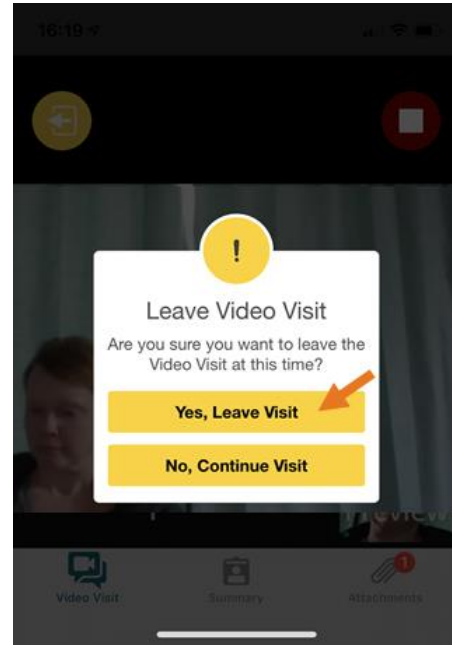 16:19
!
Leave Video Visit
Are you sure you want to leave the
Video Visit at this time?
Yes, Leave Visit
No, Continue Visit
Preview
Video Visit
Summary
Attachments
1